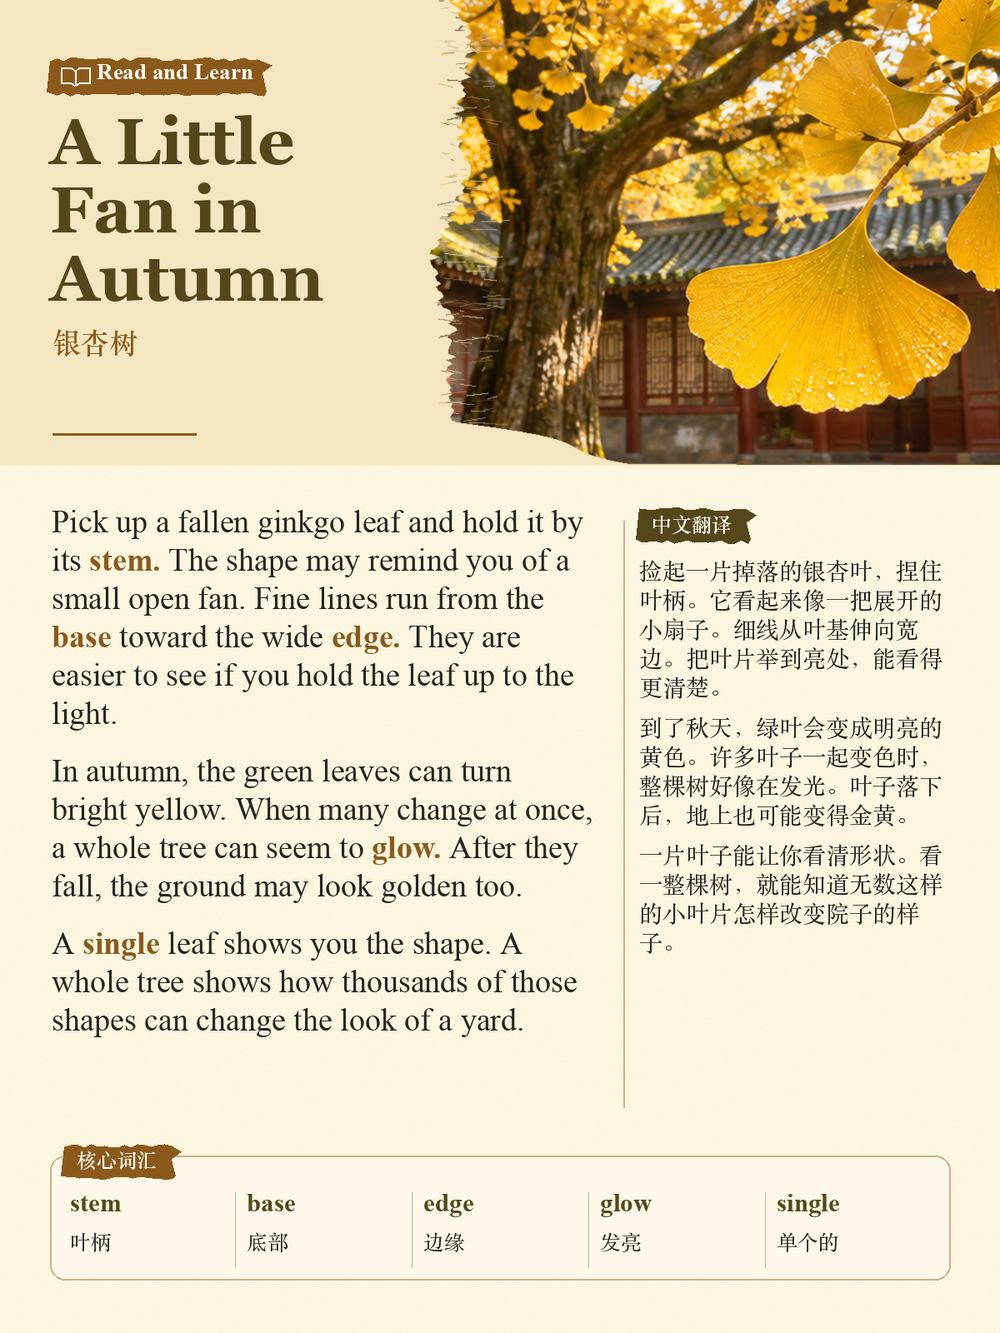 Read and Learn
A Little
Fan in
Autumn
银杏树
Pick up a fallen ginkgo leaf and hold it by
its stem. The shape may remind you of a
small open fan. Fine lines run from the
base toward the wide edge. They are
easier to see if you hold the leaf up to the
light.
In autumn, the green leaves can turn
bright yellow. When many change at once,
a whole tree can seem to glow. After they
fall, the ground may look golden too.
A single leaf shows you the shape. A
whole tree shows how thousands of those
shapes can change the look of a yard.
中文翻译
捡起一片掉落的银杏叶，捏住
叶柄。它看起来像一把展开的
小扇子。细线从叶基伸向宽
边。把叶片举到亮处，能看得
更清楚。
到了秋天，绿叶会变成明亮的
黄色。许多叶子一起变色时，
整棵树好像在发光。叶子落下
后，地上也可能变得金黄。
一片叶子能让你看清形状。看
一整棵树，就能知道无数这样
的小叶片怎样改变院子的样
子。
核心词汇
stem
叶柄
base
底部
edge
边缘
glow
发亮
single
单个的